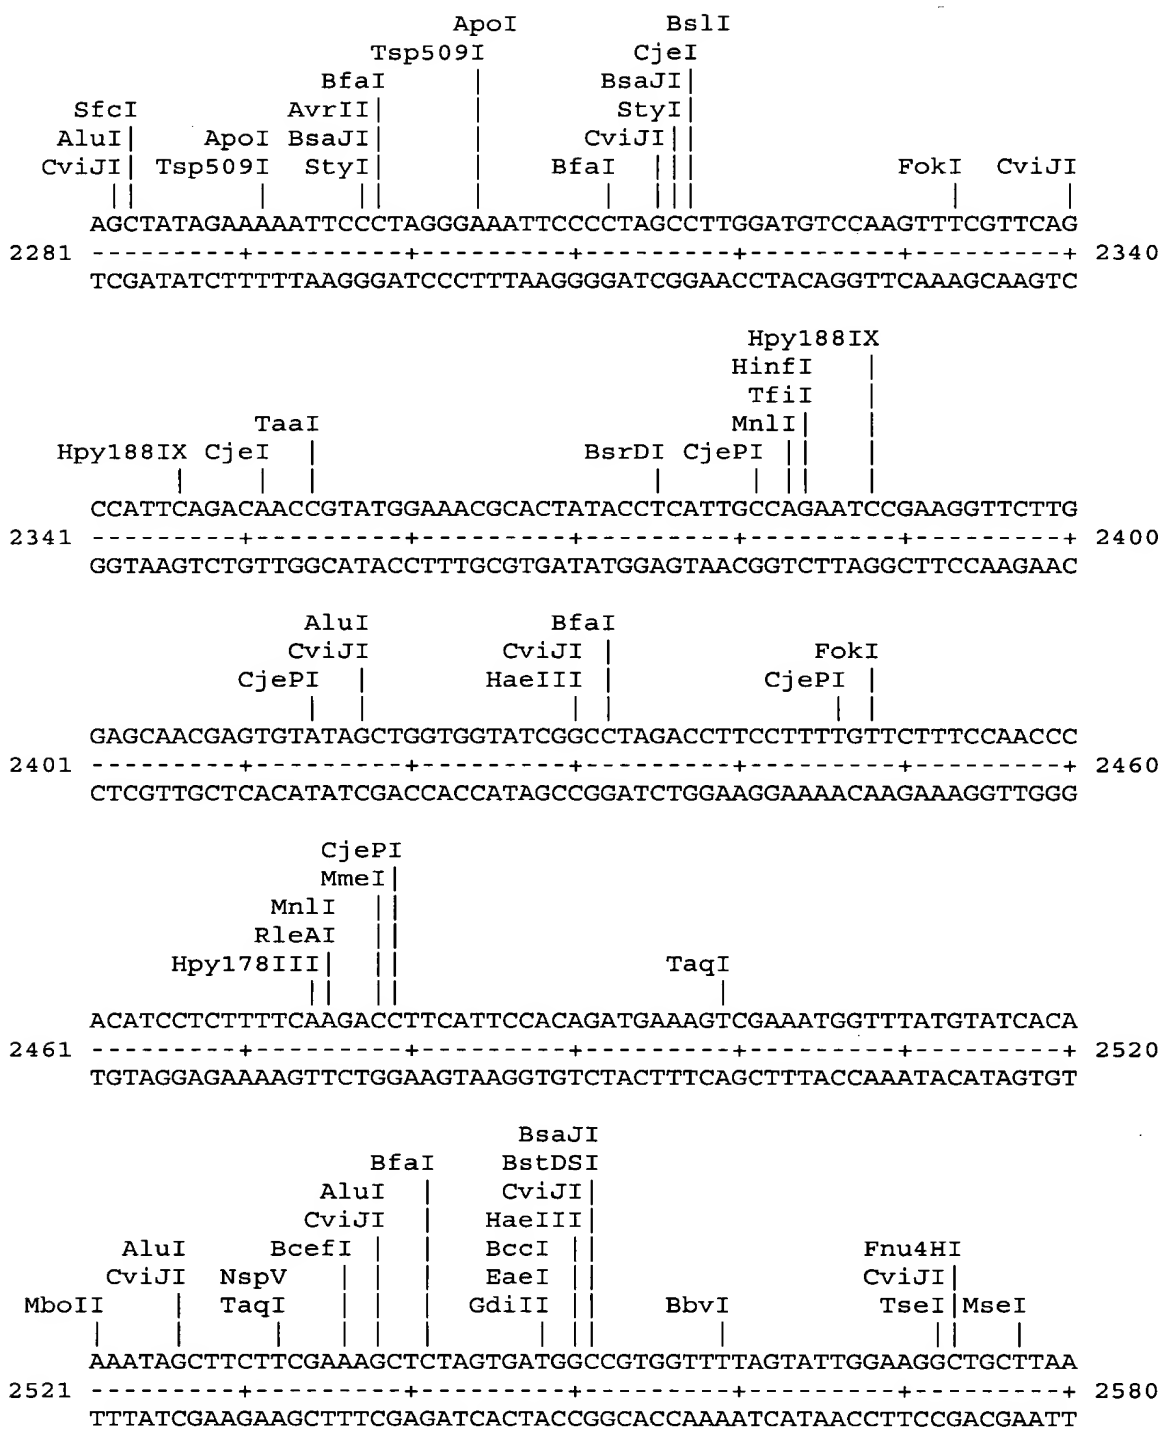 ApoI BslI
Tsp509I CjeI
BfaI BsaJI
SfcI AvrII StyI
AluI ApoI BsaJI CviJI
CviJI Tsp509I StyI BfaI FokI CviJI
AGCTATAGAAAAATTCCCTAGGGAAATTCCCCTAGCCTTGGATGTCCAAGTTTCGTTCAG
2281 ---------+---------+---------+---------+---------+---------+ 2340
TCGATATCTTTTTAAGGGATCCCTTTAAGGGGATCGGAACCTACAGGTTCAAAGCAAGTC
Hpy188IX
HinfI
TfiI
TaaI MnlI
Hpy188IX CjeI BsrDI CjePI
CCATTCAGACAACCGTATGGAAACGCACTATACCTCATTGCCAGAATCCGAAGGTTCTTG
2341 ---------+---------+---------+---------+---------+---------+ 2400
GGTAAGTCTGTTGGCATACCTTTGCGTGATATGGAGTAACGGTCTTAGGCTTCCAAGAAC
AluI BfaI
CviJI CviJI FokI
CjePI HaeIII CjePI
GAGCAACGAGTGTATAGCTGGTGGTATCGGCCTAGACCTTCCTTTTGTTCTTTCCAACCC
2401 ---------+---------+---------+---------+---------+---------+ 2460
CTCGTTGCTCACATATCGACCACCATAGCCGGATCTGGAAGGAAAACAAGAAAGGTTGGG
CjePI
MmeI
MnlI
RleAI
Hpy178III TaqI
ACATCCTCTTTTCAAGACCTTCATTCCACAGATGAAAGTCGAAATGGTTTATGTATCACA
2461 ---------+---------+---------+---------+---------+---------+ 2520
TGTAGGAGAAAAGTTCTGGAAGTAAGGTGTCTACTTTCAGCTTTACCAAATACATAGTGT
BsaJI
BfaI BstDSI
AluI CviJI
CviJI HaeIII
AluI BcefI BccI Fnu4HI
CviJI NspV EaeI CviJI
MboII TaqI GdiII BbvI TseI MseI
AAATAGCTTCTTCGAAAGCTCTAGTGATGGCCGTGGTTTTAGTATTGGAAGGCTGCTTAA
2521 ---------+---------+---------+---------+---------+---------+ 2580
TTTATCGAAGAAGCTTTCGAGATCACTACCGGCACCAAAATCATAACCTTCCGACGAATT